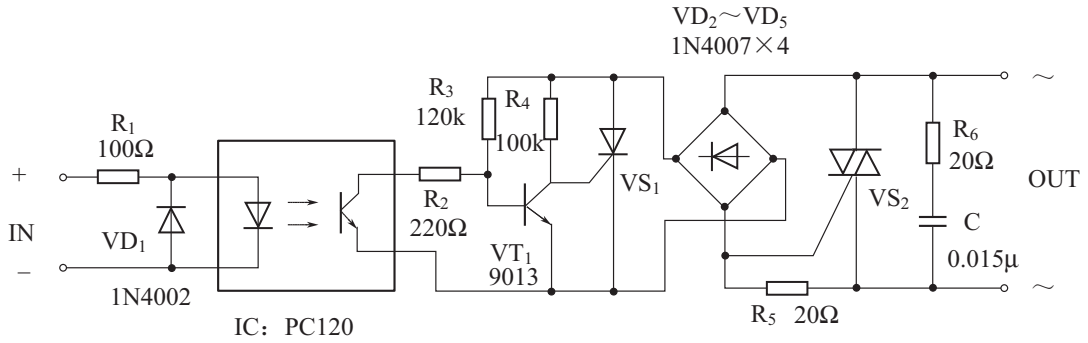 VD₂～VD₅
1N4007×4
R₃
120k
R₄
100k
R₁
100Ω
+
IN
−
VD₁
1N4002
IC：PC120
R₂
220Ω
VT₁
9013
VS₁
VS₂
R₆
20Ω
C
0.015μ
R₅ 20Ω
～
OUT
～